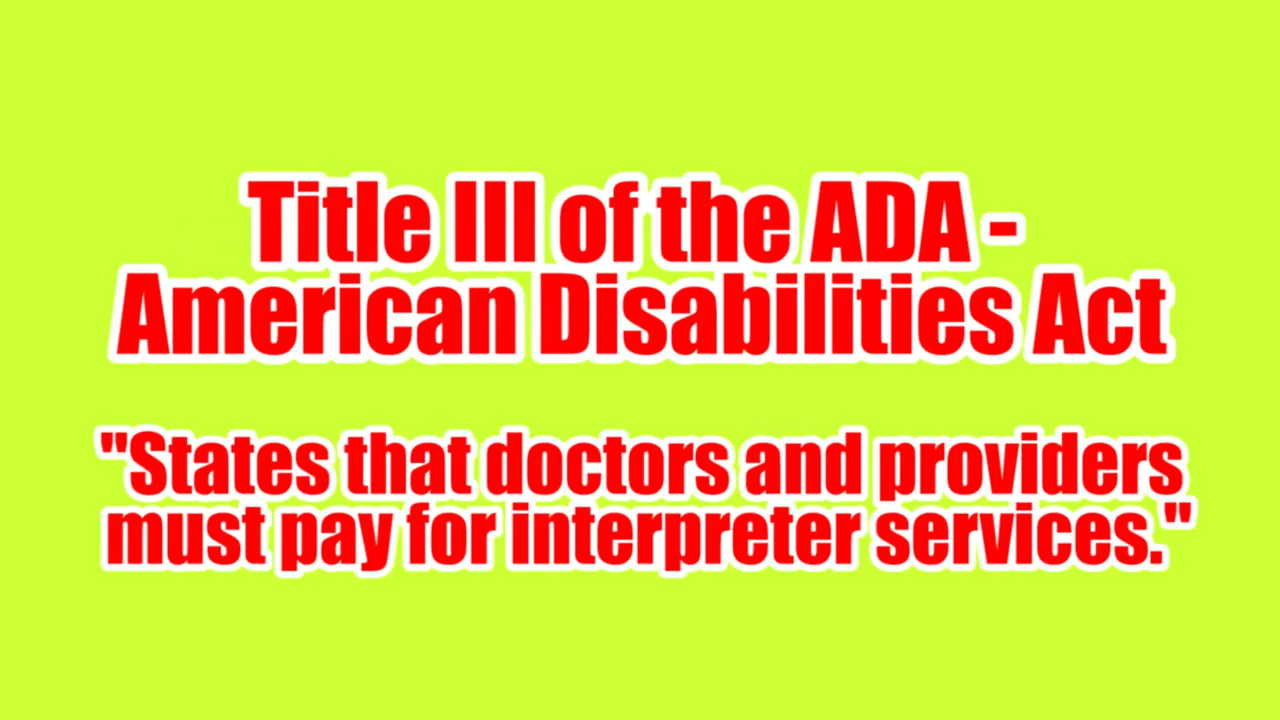 Title III of the ADA -
American Disabilities Act
"States that doctors and providers
must pay for interpreter services."